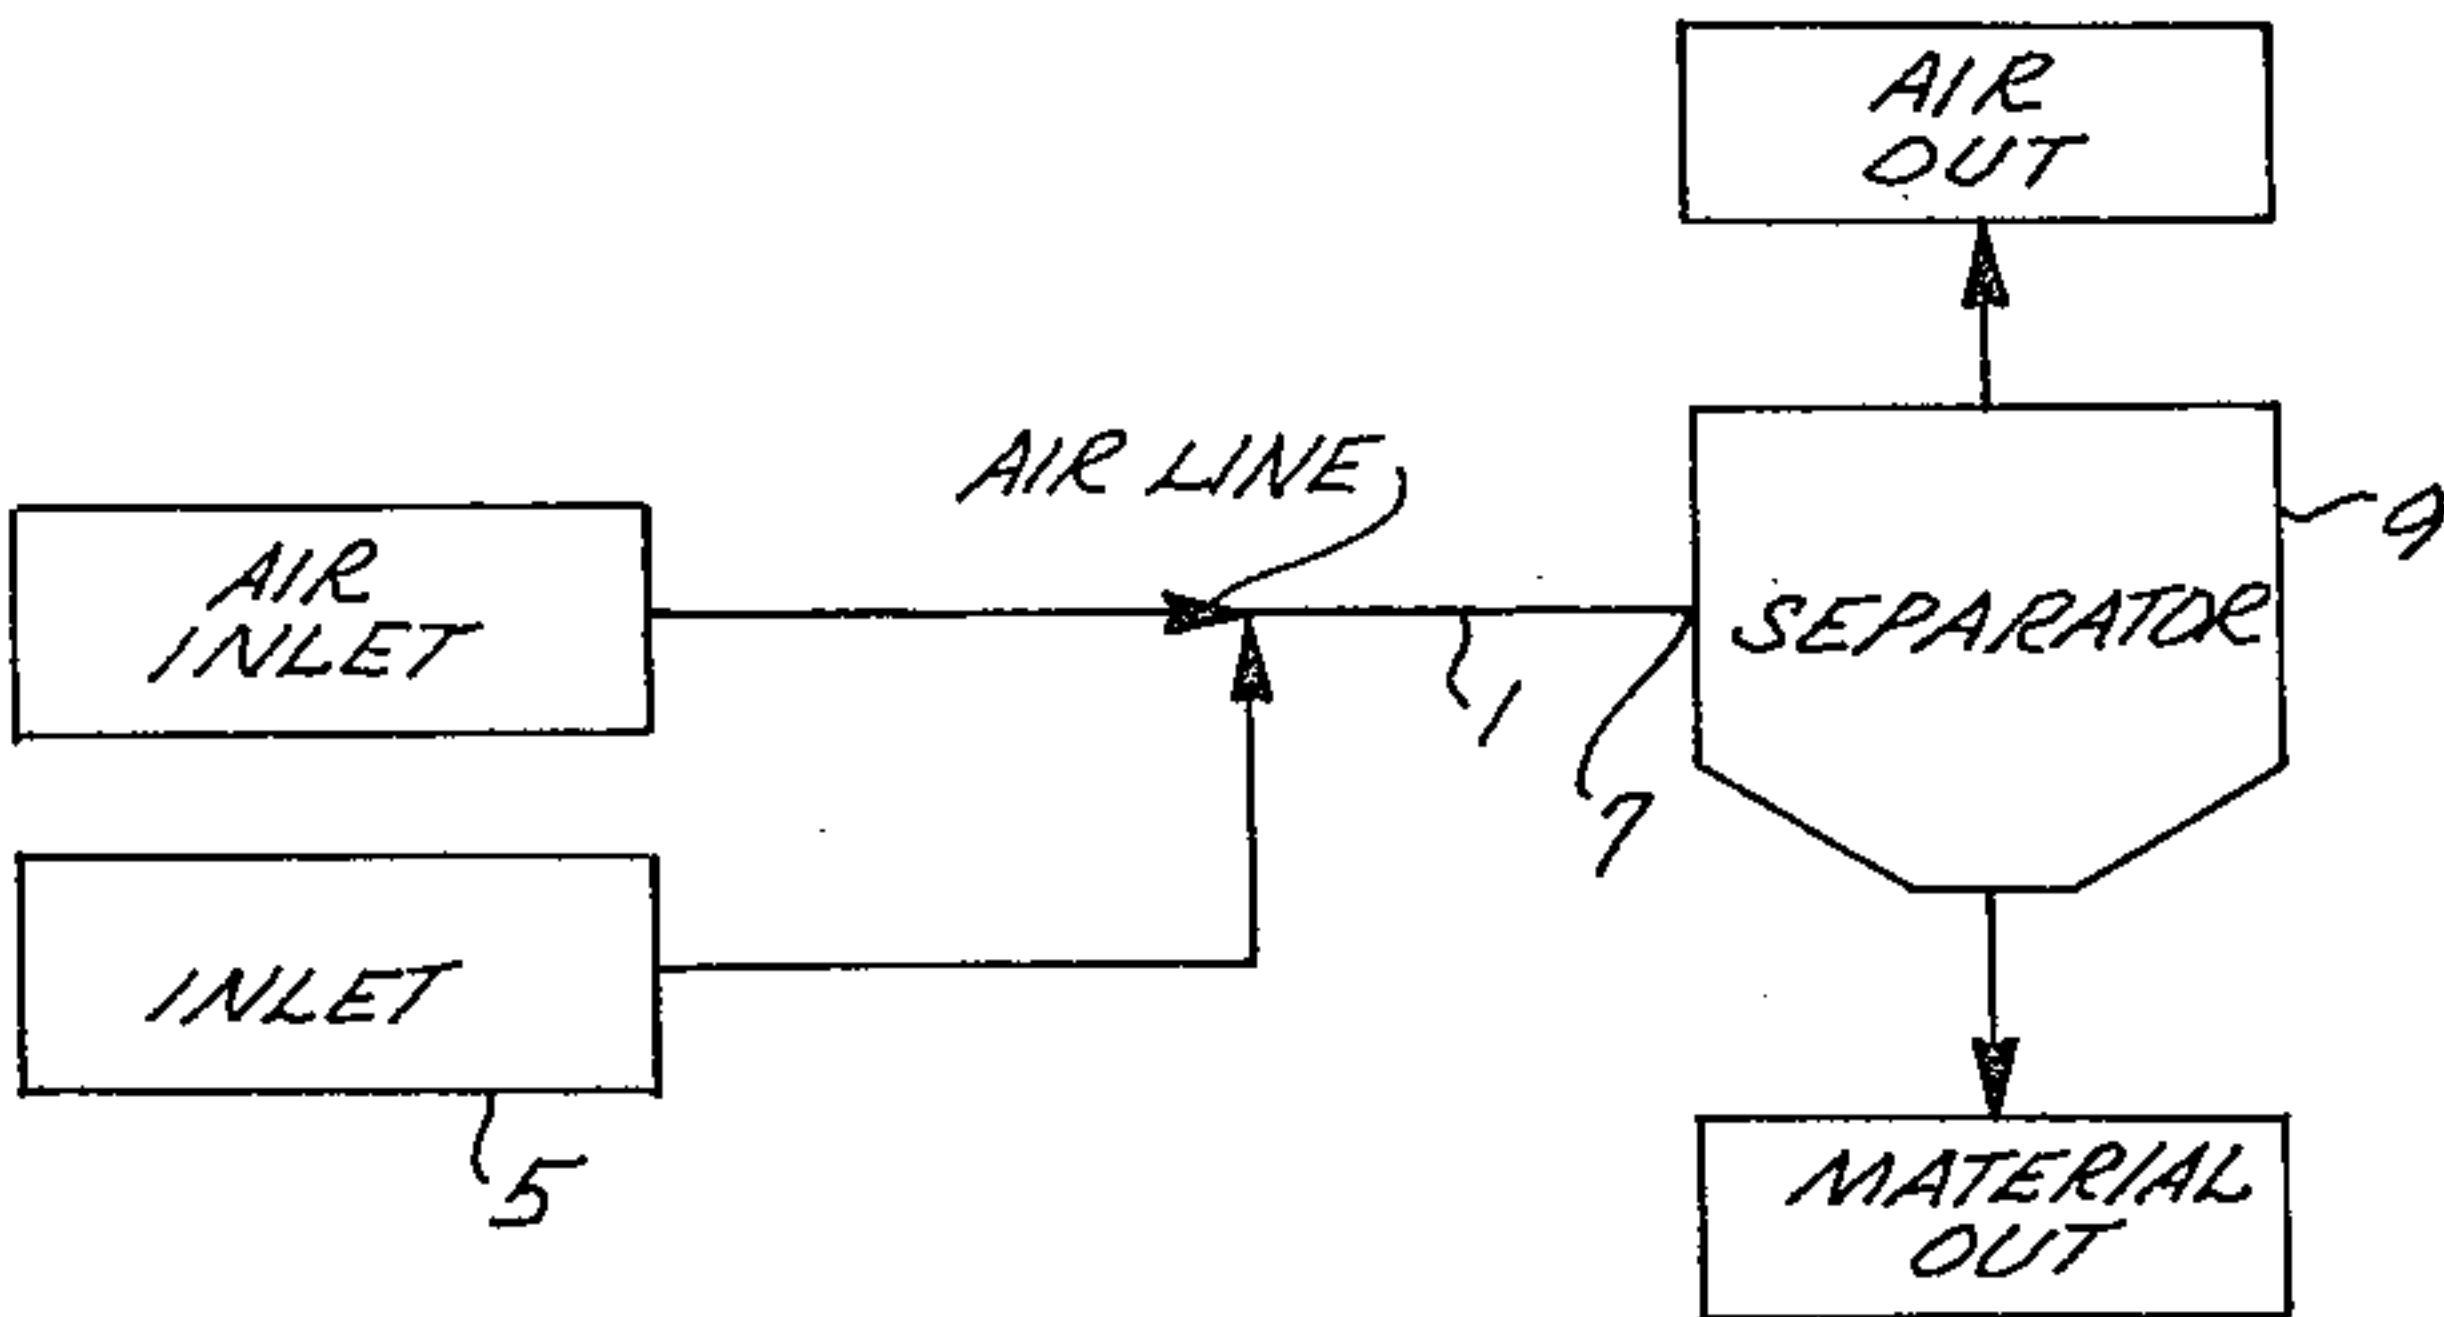 AIR
OUT
AIR LINE
9
AIR
INLET
SEPARATOR
1
7
INLET
5
MATERIAL
OUT